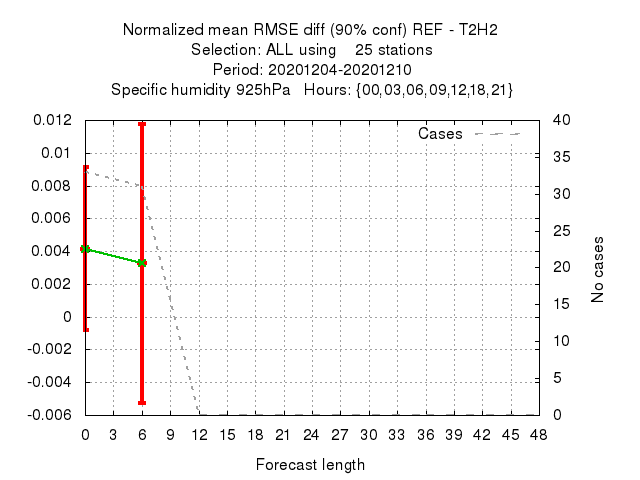 Normalized mean RMSE diff (90% conf) REF - T2H2
Selection: ALL using    25 stations
Period: 20201204-20201210
Specific humidity 925hPa   Hours: {00,03,06,09,12,18,21}
Cases
0.012
0.01
0.008
0.006
0.004
0.002
0
-0.002
-0.004
-0.006
40
35
30
25
20
15
10
5
0
No cases
0 3 6 9 12 15 18 21 24 27 30 33 36 39 42 45 48
Forecast length